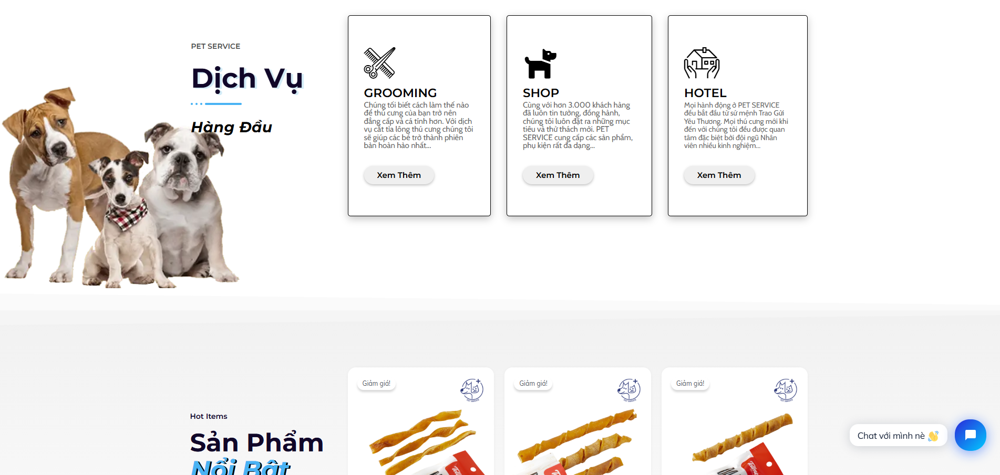 PET SERVICE
Dịch Vụ
Hàng Đầu
GROOMING
Chúng tối biết cách làm thế nào
để thú cưng của bạn trở nên
đẳng cấp và cá tính hơn. Với dịch
vụ cắt tỉa lông thú cưng chúng tôi
sẽ giúp các bé trở thành phiên
bản hoàn hảo nhất...
Xem Thêm
SHOP
Cùng với hơn 3.000 khách hàng
đã luôn tin tưởng, đồng hành,
chúng tôi luôn đặt ra những mục
tiêu và thử thách mới. PET
SERVICE cung cấp các sản phẩm,
phụ kiện rất đa dạng...
Xem Thêm
HOTEL
Mọi hành động ở PET SERVICE
đều bắt đầu từ sứ mệnh Trao Gửi
Yêu Thương. Mọi thú cưng mới khi
đến với chúng tôi đều được quan
tâm đặc biệt bởi đội ngũ Nhân
viên nhiều kinh nghiệm...
Xem Thêm
Hot Items
Sản Phẩm
Nổi Bật
Giảm giá!
PET SERVICE
Giảm giá!
PET SERVICE
Giảm giá!
PET SERVICE
Chat với mình nè 👋